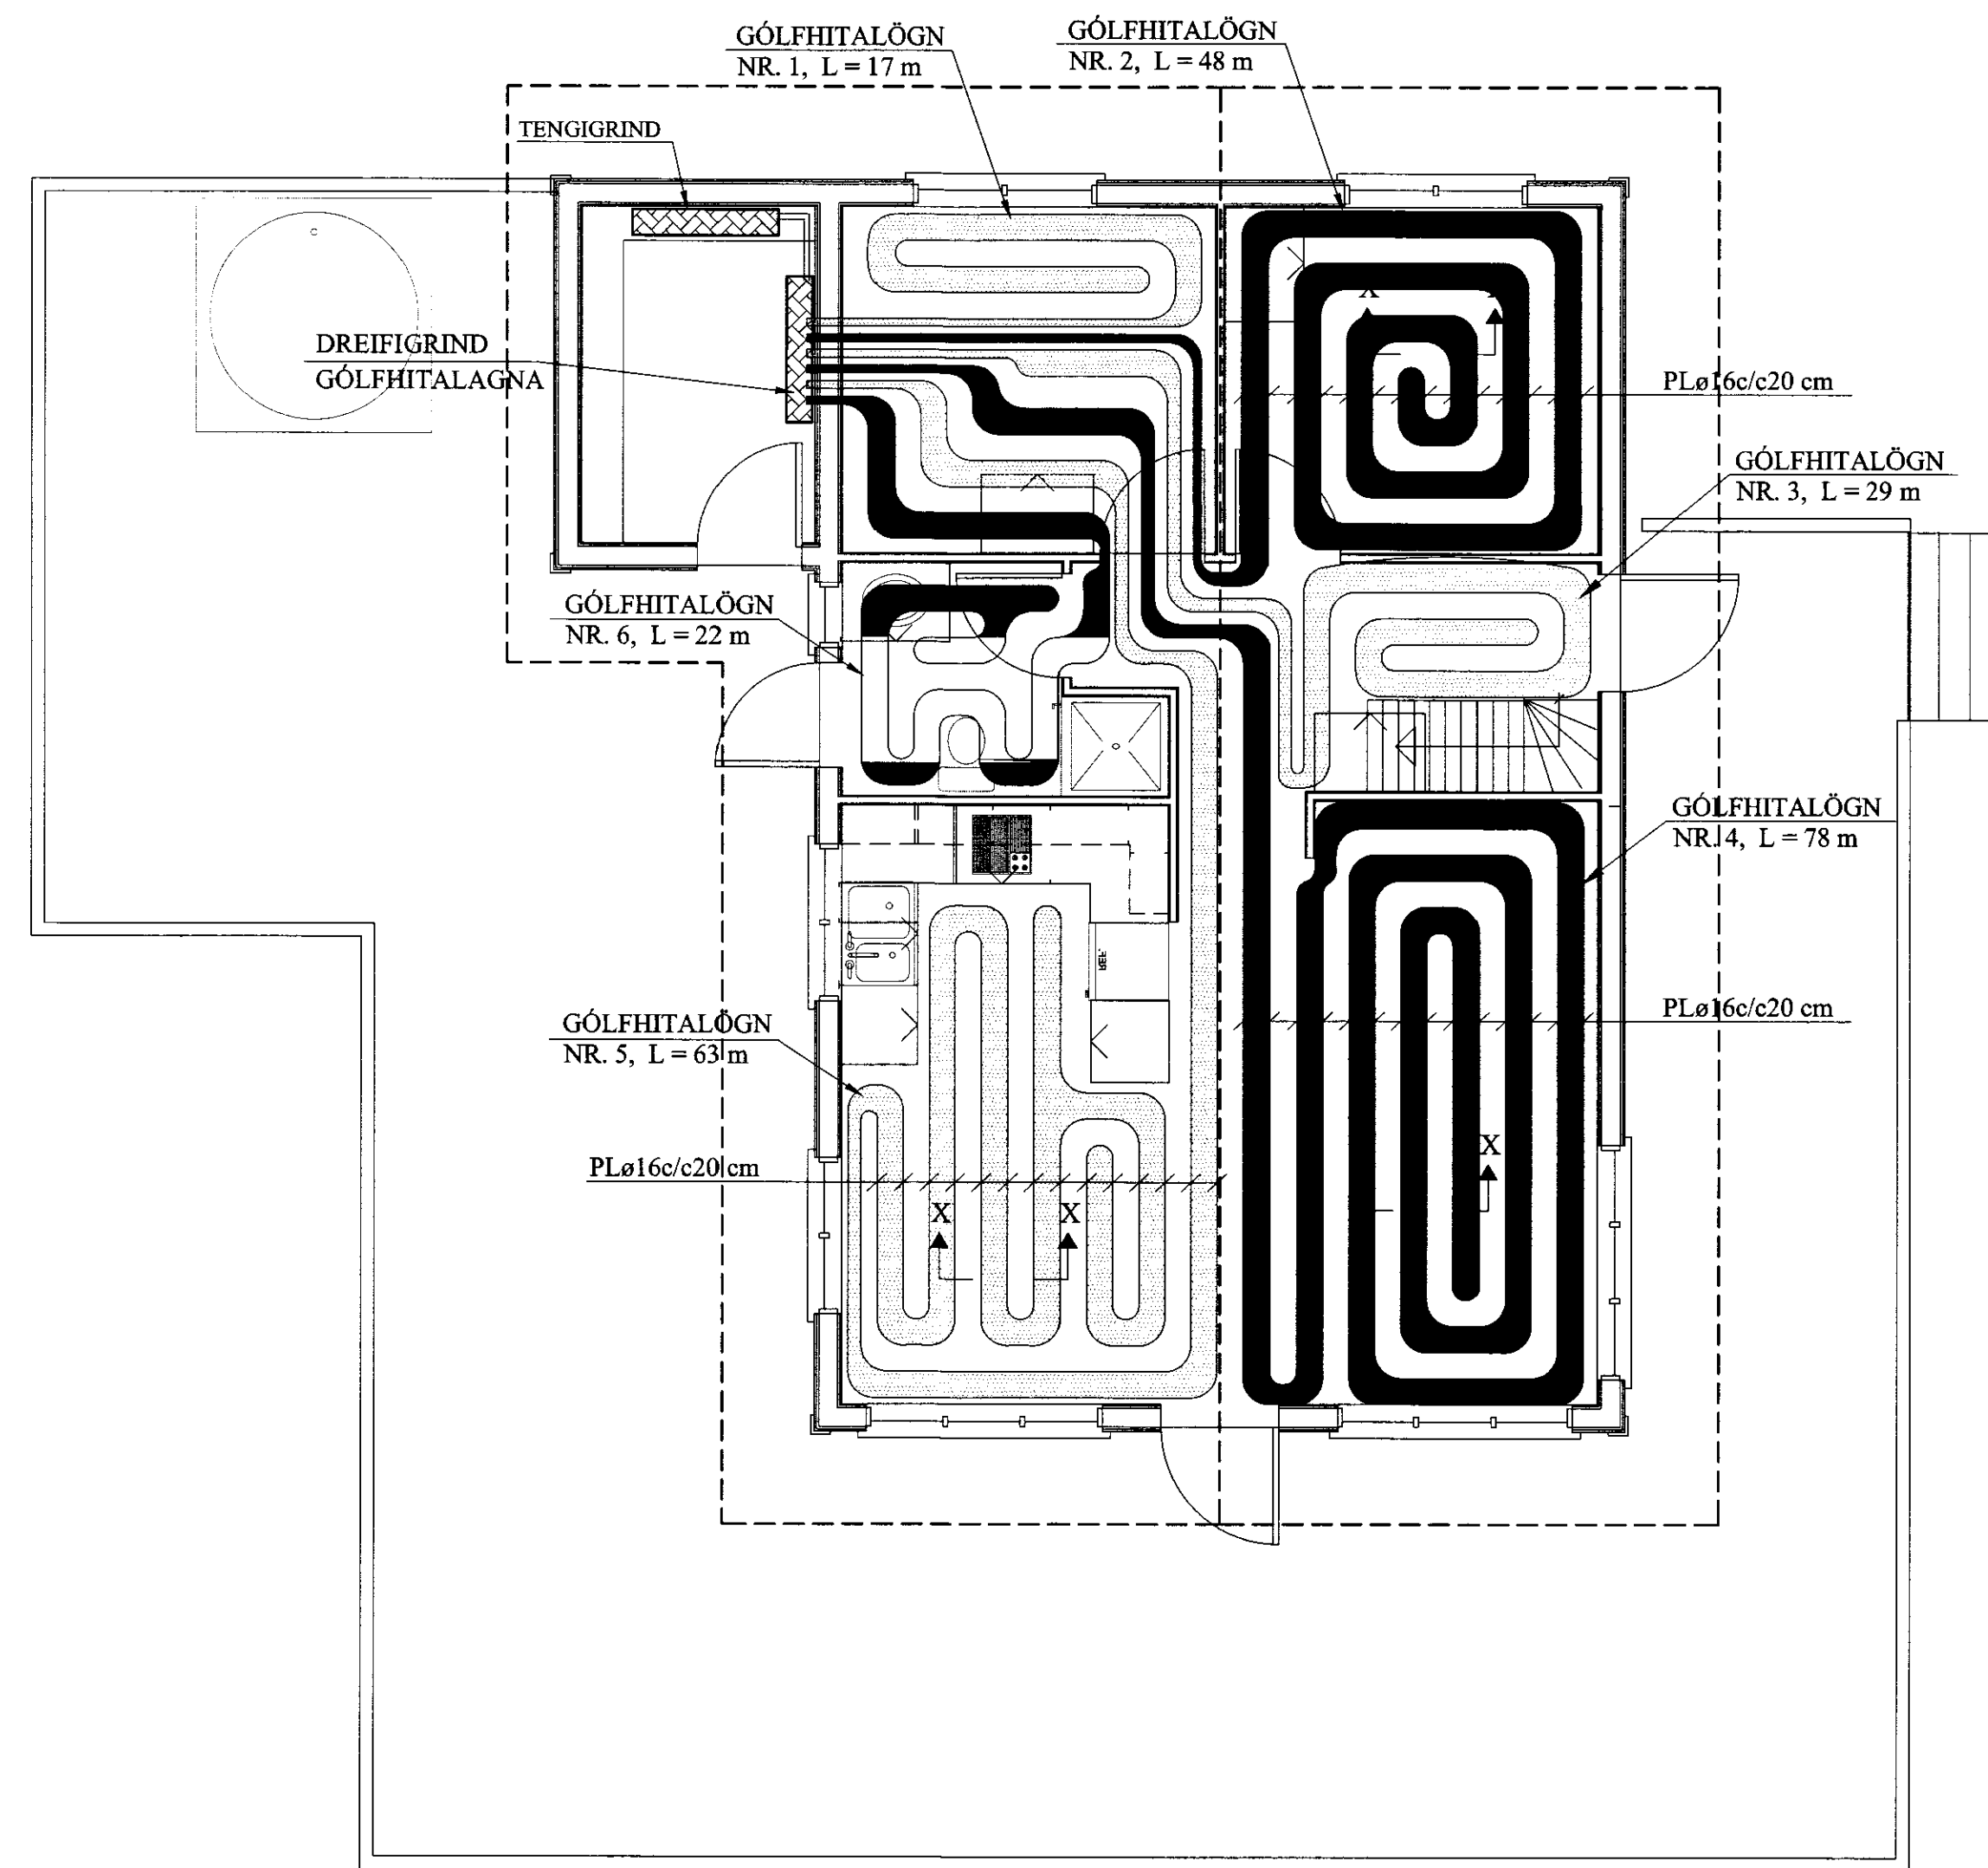 GÓLFHITALÖGN
NR. 1, L = 17 m
GÓLFHITALÖGN
NR. 2, L = 48 m
TENGIGRIND
DREIFIGRIND
GÓLFHITALAGNA
X
PLø16c/c20 cm
GÓLFHITALÖGN
NR. 3, L = 29 m
GÓLFHITALÖGN
NR. 6, L = 22 m
GÓLFHITALÖGN
NR. 4, L = 78 m
REF.
GÓLFHITALÖGN
NR. 5, L = 63 m
PLø16c/c20 cm
X
PLø16c/c20 cm
X
X